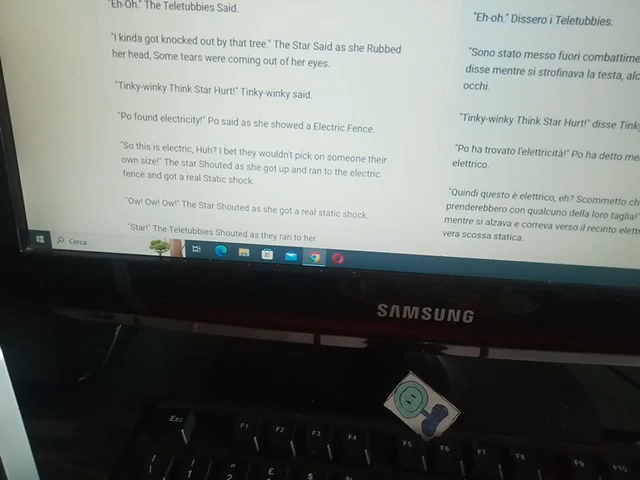 "Eh-Oh." The Teletubbies Said.
"I kinda got knocked out by that tree." The Star Said as she Rubbed
her head, Some tears were coming out of her eyes.
"Tinky-winky Think Star Hurt!" Tinky-winky said.
"Po found electricity!" Po said as she showed a Electric Fence.
"So this is electric, Huh? I bet they wouldn't pick on someone their
own size!" The star Shouted as she got up and ran to the electric
fence and got a real Static shock.
"Ow! Ow! Ow!" The Star Shouted as she got a real static shock.
"Star!" The Teletubbies Shouted as they ran to her
"Eh-oh." Dissero i Teletubbies.
"Sono stato messo fuori
disse mentre si strofinava la testa,
occhi.
"Tinky-winky Think Star Hurt!" disse
"Po ha trovato l'elettricità!" Po ha detto
elettrico.
"Quindi questo è elettrico, eh? Scommetto
prenderebbero con qualcuno della loro taglia!"
mentre si alzava e correva verso il recinto
vera scossa statica.
Cerca
SAMSUNG
Esc
F1
F2
F3
F4
F5
F6
F7
F8
F9
F10
! " £ $
1 2